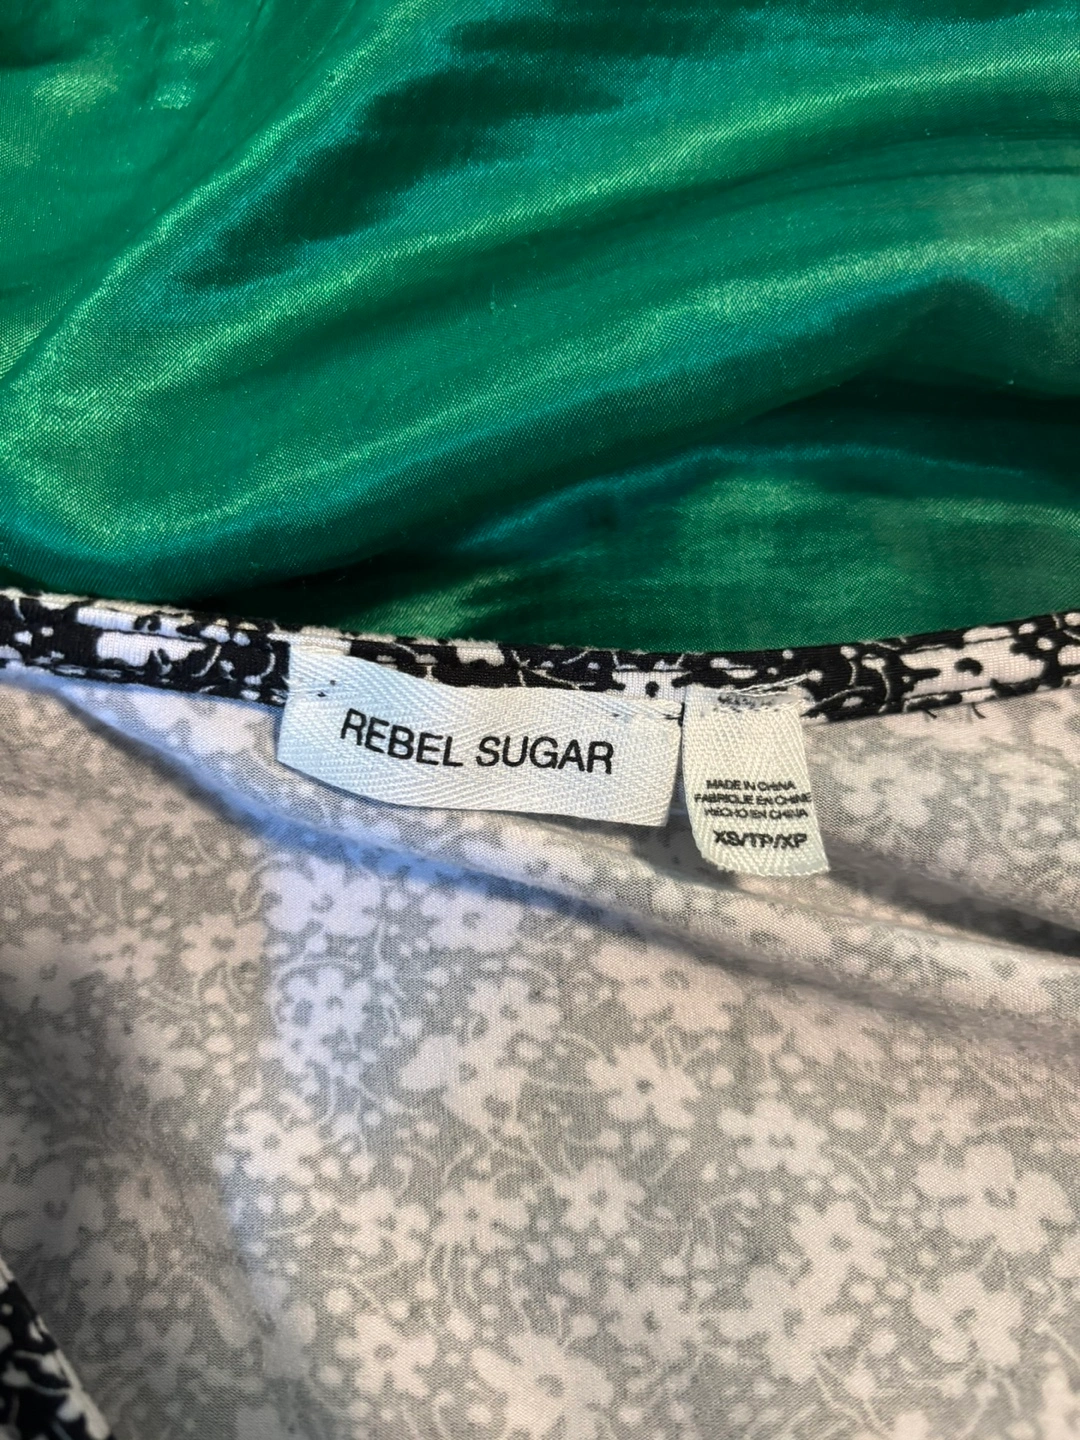 REBEL SUGAR
MADE IN CHINA
FABRIQUE EN CHINE
HECHO EN CHINA
XS/TP/XP